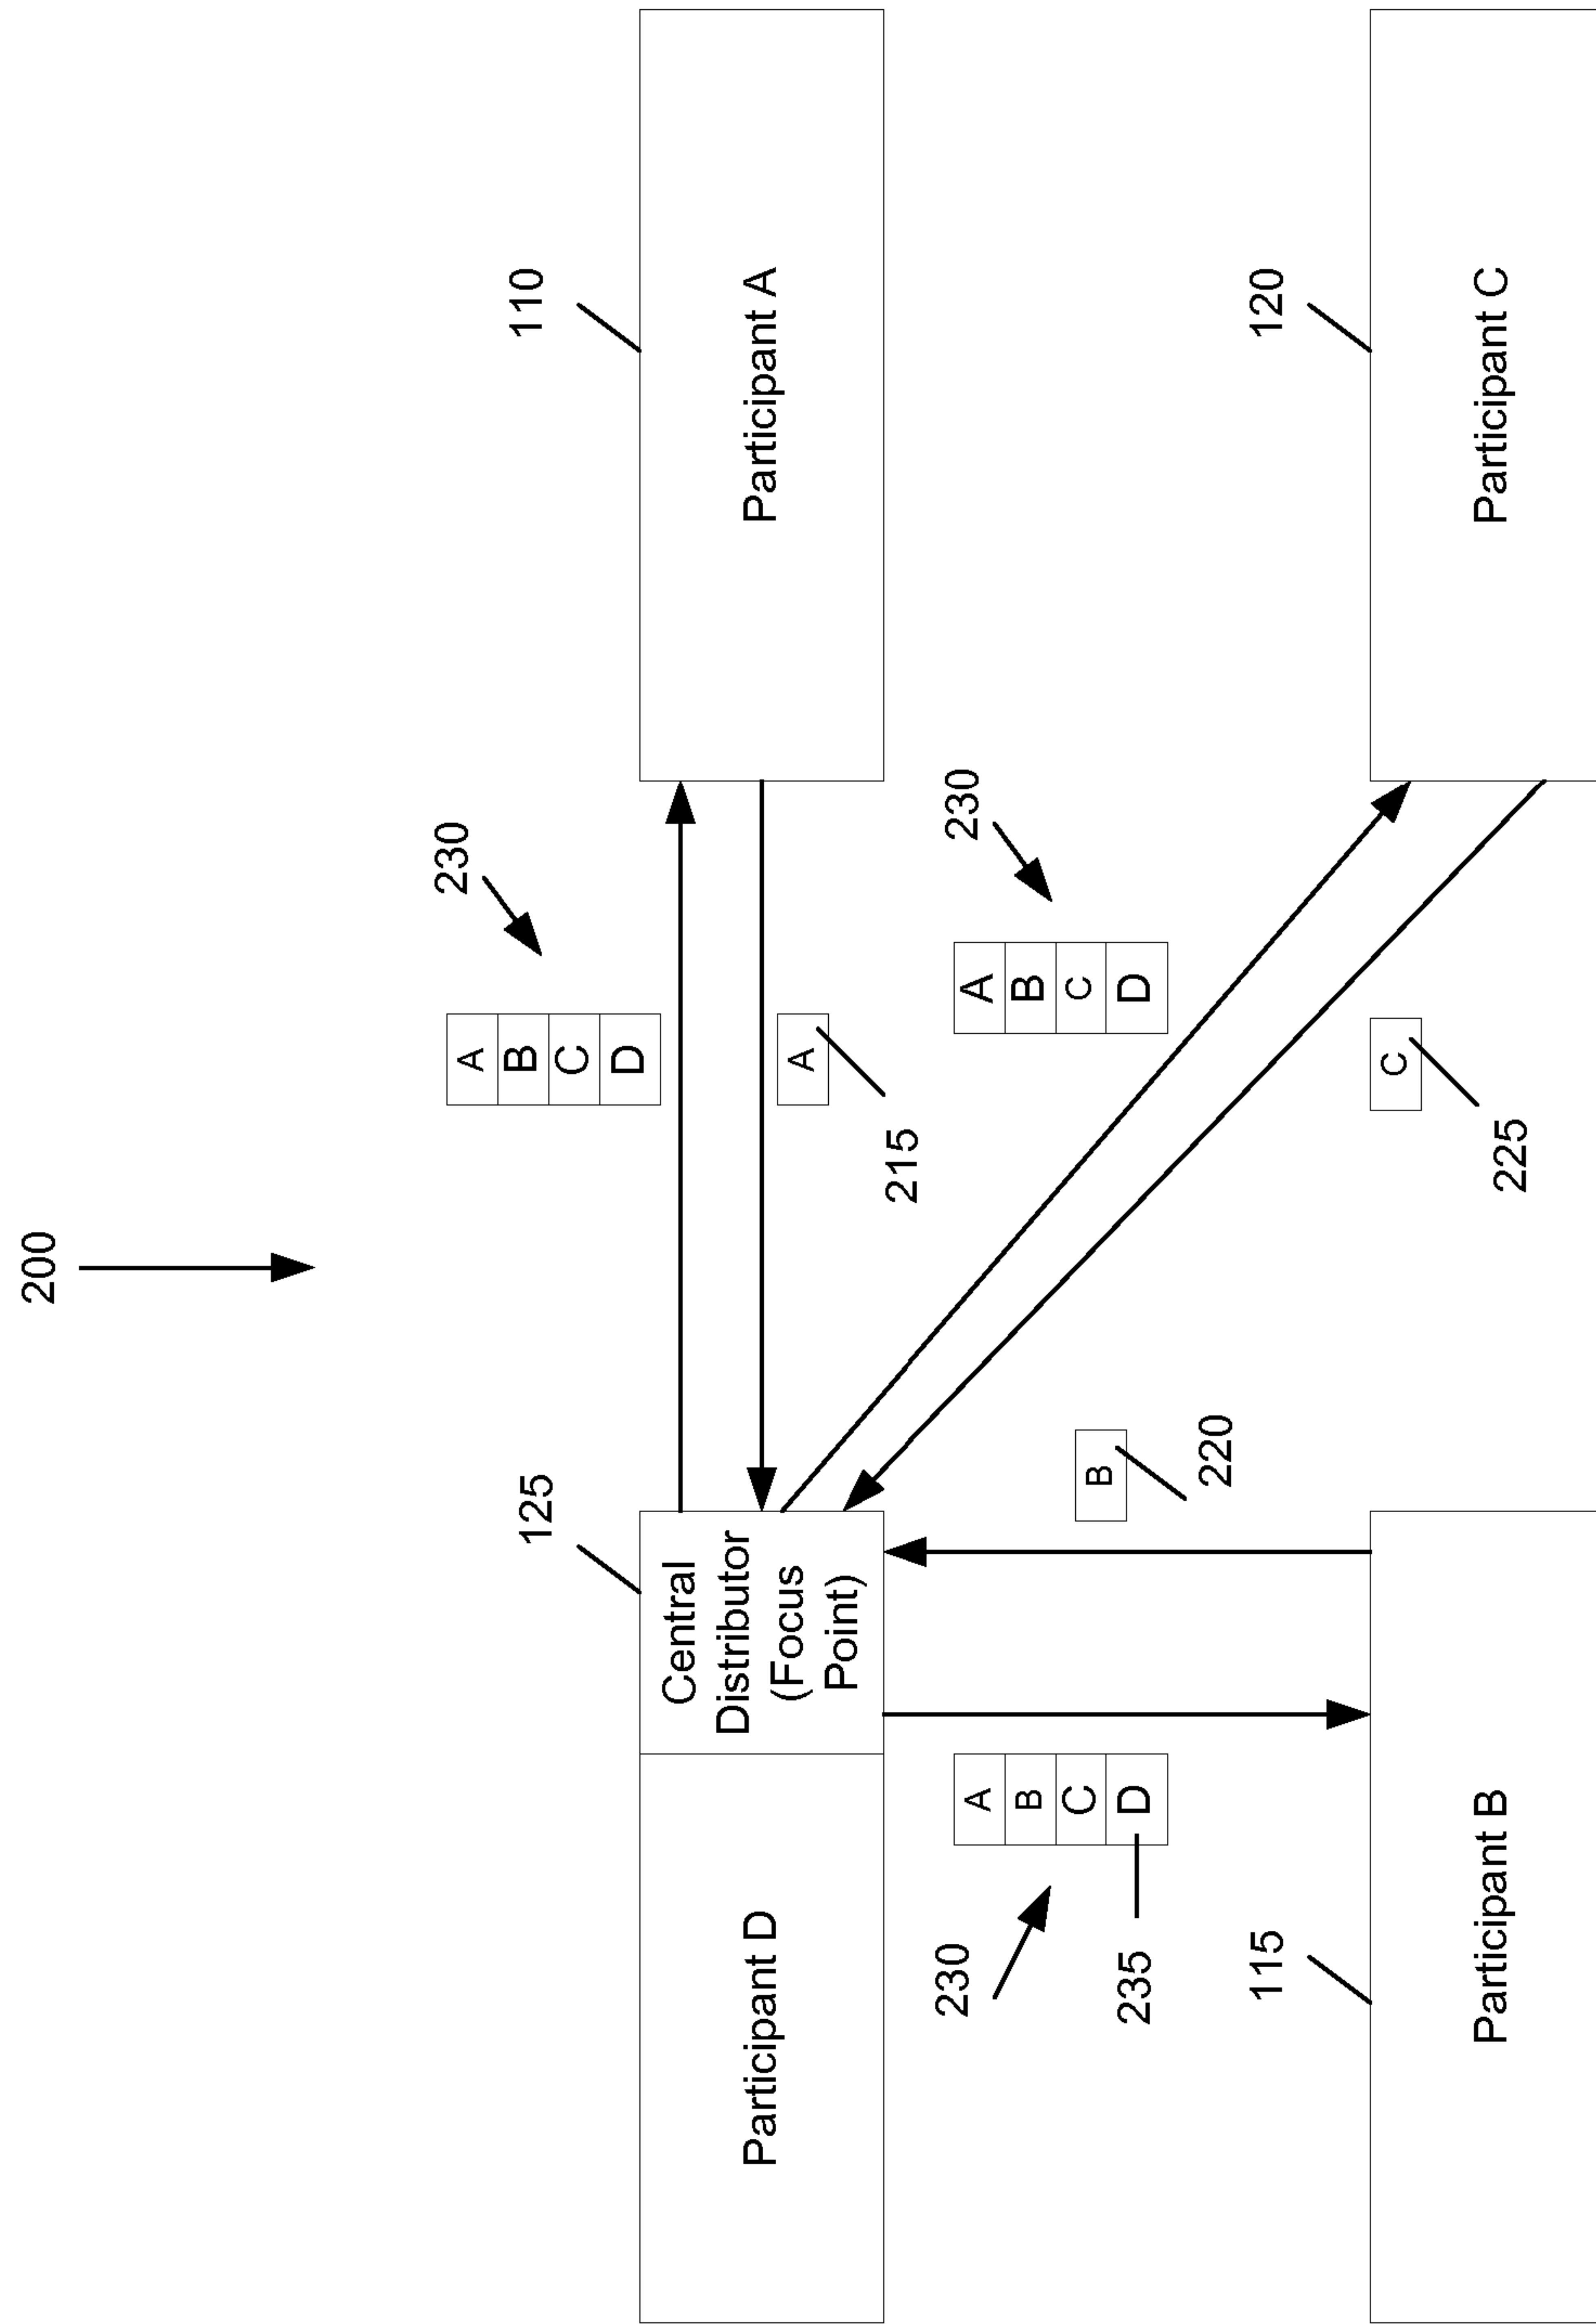 200
230
A
B
C
D
125
110
Participant D
Central
Distributor
(Focus
Point)
Participant A
A
215
230
A
B
C
D
235
230
A
B
C
D
B
220
115
120
C
225
Participant B
Participant C